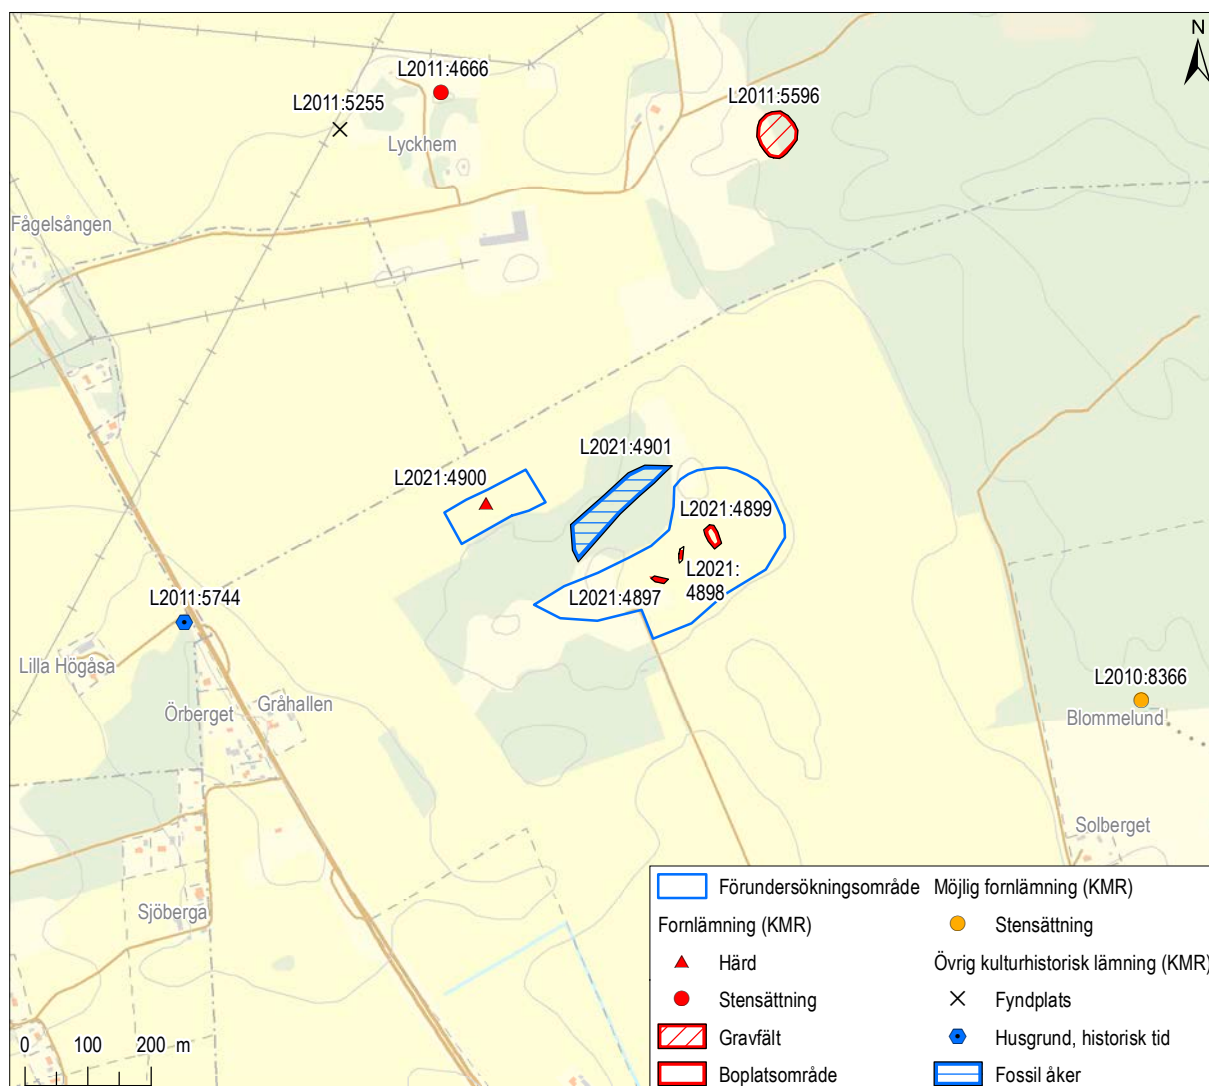 N
L2011:4666
L2011:5596
L2011:5255
Lyckhem
Fågelsången
L2021:4901
L2021:4900
L2021:4899
L2021:
4898
L2021:4897
L2011:5744
Lilla Högåsa
Gråhallen
Örberget
L2010:8366
Blommelund
Solberget
Sjöberga
0 100 200 m
Förundersökningsområde
Fornlämning (KMR)
Härd
Stensättning
Gravfält
Boplatsområde
Möjlig fornlämning (KMR)
Stensättning
Övrig kulturhistorisk lämning (KMR)
Fyndplats
Husgrund, historisk tid
Fossil åker